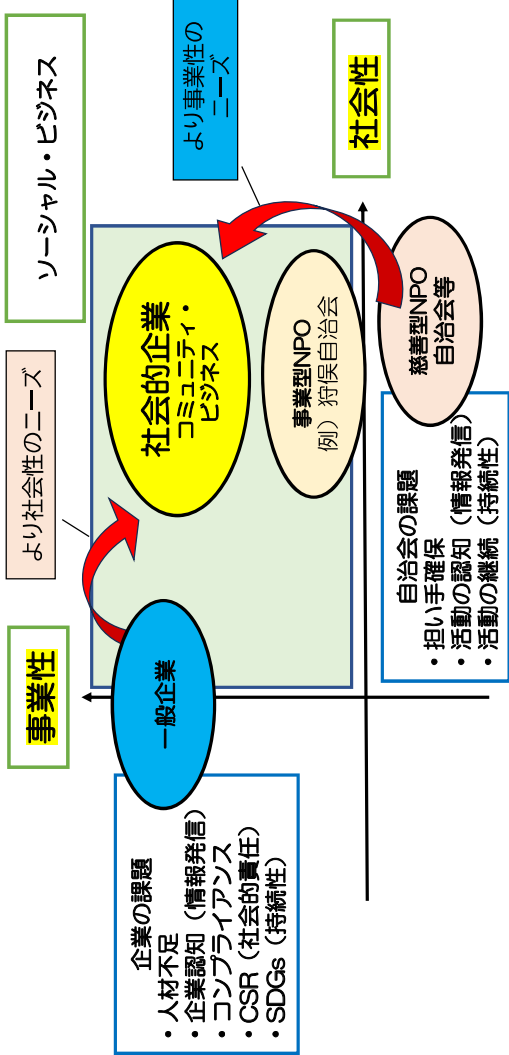 事業性
より社会性のニーズ
ソーシャル・ビジネス
社会的企業
コミュニティ・
ビジネス
より事業性の
ニーズ
一般企業
事業型NPO
例）狩俣自治会
社会性
慈善型NPO
自治会等
企業の課題
・人材不足
・企業認知（情報発信）
・コンプライアンス
・CSR（社会的責任）
・SDGs（持続性）
自治会の課題
・担い手確保
・活動の認知（情報発信）
・活動の継続（持続性）